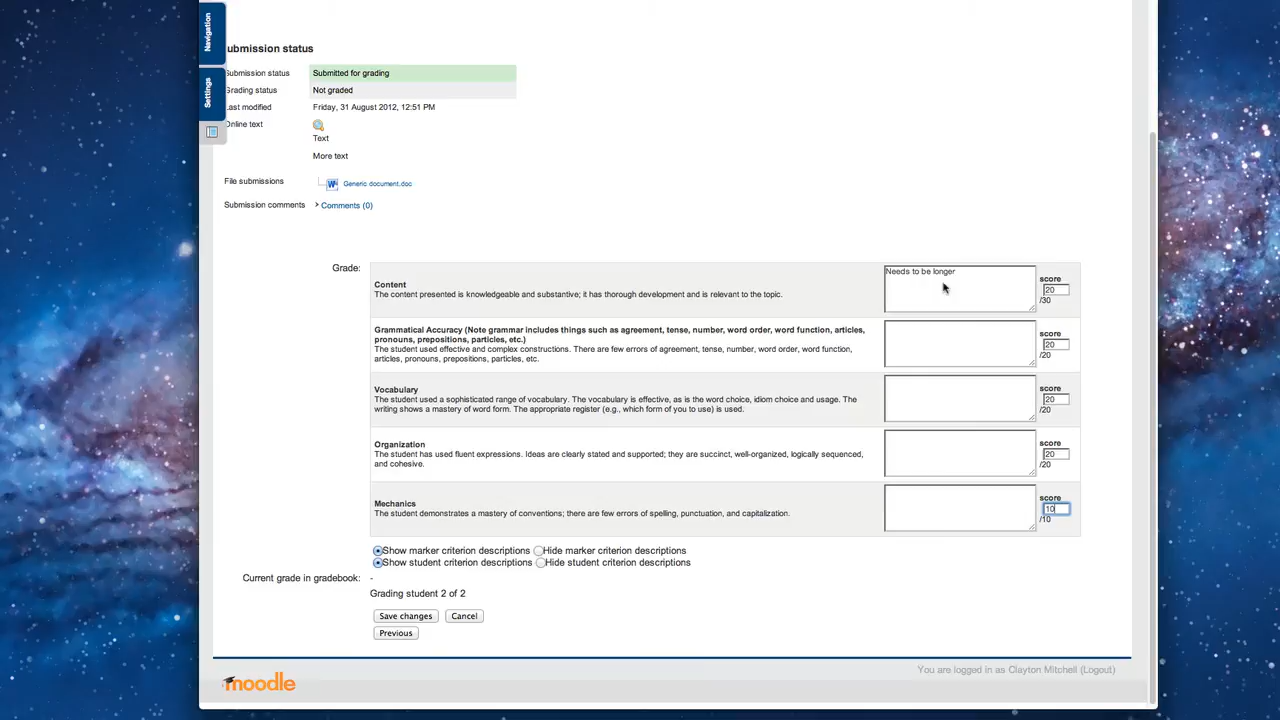 Navigation
Settings
ubmission status
Submission status Submitted for grading
Grading status Not graded
Last modified Friday, 31 August 2012, 12:51 PM
Online text
Text
More text
File submissions Generic document.doc
Submission comments Comments (0)
Grade:
Content
The content presented is knowledgeable and substantive; it has thorough development and is relevant to the topic.
Needs to be longer
score
20
/30
Grammatical Accuracy (Note grammar includes things such as agreement, tense, number, word order, word function, articles,
pronouns, prepositions, particles, etc.)
The student used effective and complex constructions. There are few errors of agreement, tense, number, word order, word function,
articles, pronouns, prepositions, particles, etc.
score
20
/20
Vocabulary
The student used a sophisticated range of vocabulary. The vocabulary is effective, as is the word choice, idiom choice and usage. The
writing shows a mastery of word form. The appropriate register (e.g., which form of you to use) is used.
score
20
/20
Organization
The student has used fluent expressions. Ideas are clearly stated and supported; they are succinct, well-organized, logically sequenced,
and cohesive.
score
20
/20
Mechanics
The student demonstrates a mastery of conventions; there are few errors of spelling, punctuation, and capitalization.
score
10
/10
Show marker criterion descriptions Hide marker criterion descriptions
Show student criterion descriptions Hide student criterion descriptions
Current grade in gradebook: -
Grading student 2 of 2
Save changes Cancel
Previous
You are logged in as Clayton Mitchell (Logout)
moodle